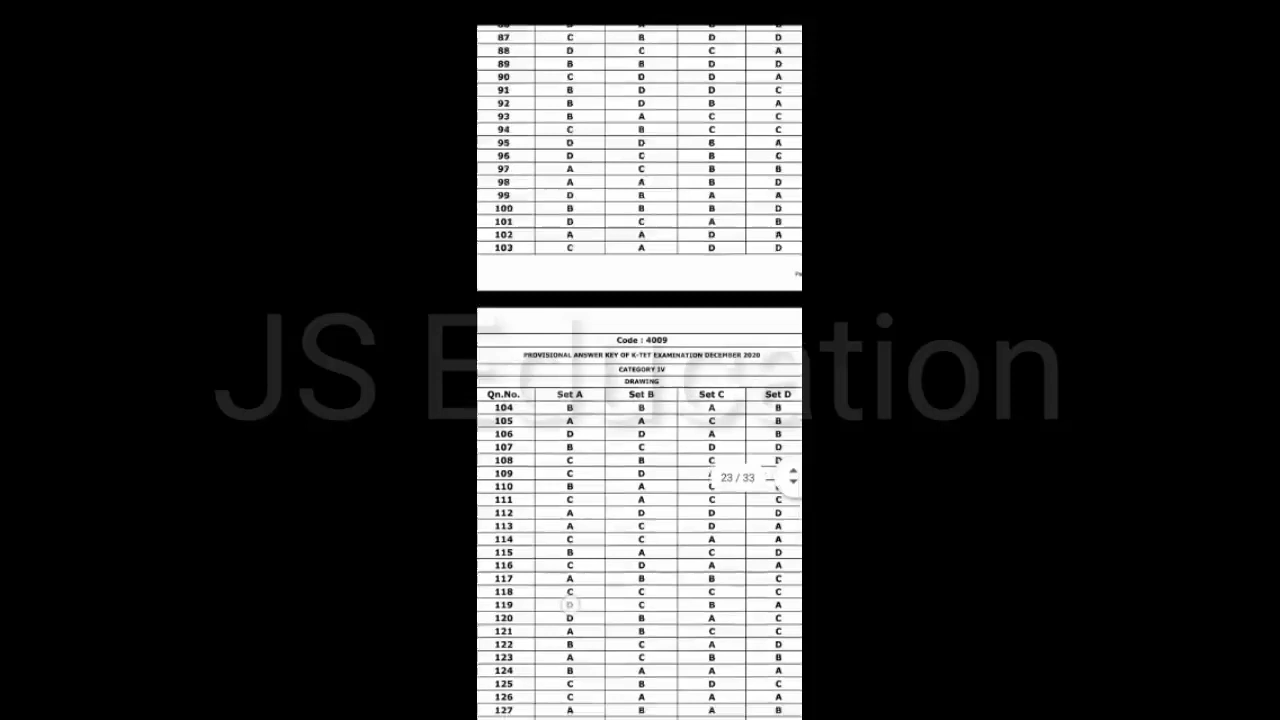 87 C B D D
88 D C C A
89 B B D D
90 C D D A
91 B D D C
92 B D B A
93 B A C C
94 C B C C
95 D D B A
96 D C B C
97 A C B B
98 A A B D
99 D B A A
100 B B B D
101 D C A B
102 A A D A
103 C A D D
JS Education
Code : 4009
PROVISIONAL ANSWER KEY OF K-TET EXAMINATION DECEMBER 2020
CATEGORY IV
DRAWING
Qn.No. Set A Set B Set C Set D
104 B B A B
105 A A C B
106 D D A B
107 B C D D
108 C B C
109 C D
23 / 33
110 B A
111 C A C C
112 A D D D
113 A C D A
114 C C A A
115 B A C D
116 C D A A
117 A B B C
118 C C C C
119 D C B A
120 D B A C
121 A B C C
122 B C A D
123 A C B B
124 B A A A
125 C B D C
126 C A A A
127 A B A B